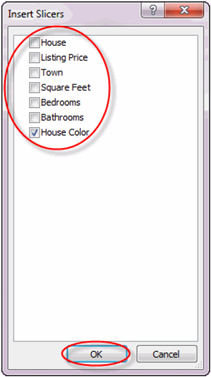 Insert Slicers
House
Listing Price
Town
Square Feet
Bedrooms
Bathrooms
House Color
OK
Cancel